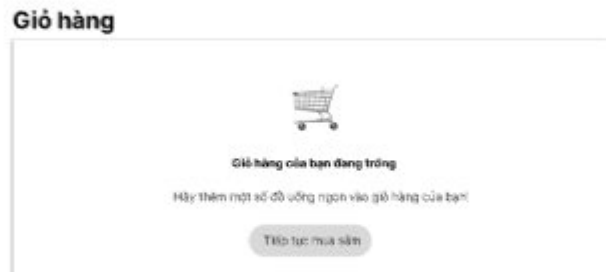 Giỏ hàng
Giỏ hàng của bạn đang trống
Hãy thêm một số đồ uống ngon vào giỏ hàng của bạn!
Tiếp tục mua sắm